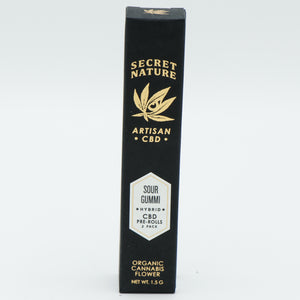 SECRET
NATURE
ARTISAN
• CBD •
SOUR
GUMMI
• HYBRID •
CBD
PRE-ROLLS
2 PACK
ORGANIC
CANNABIS
FLOWER
NET WT. 1.5 G